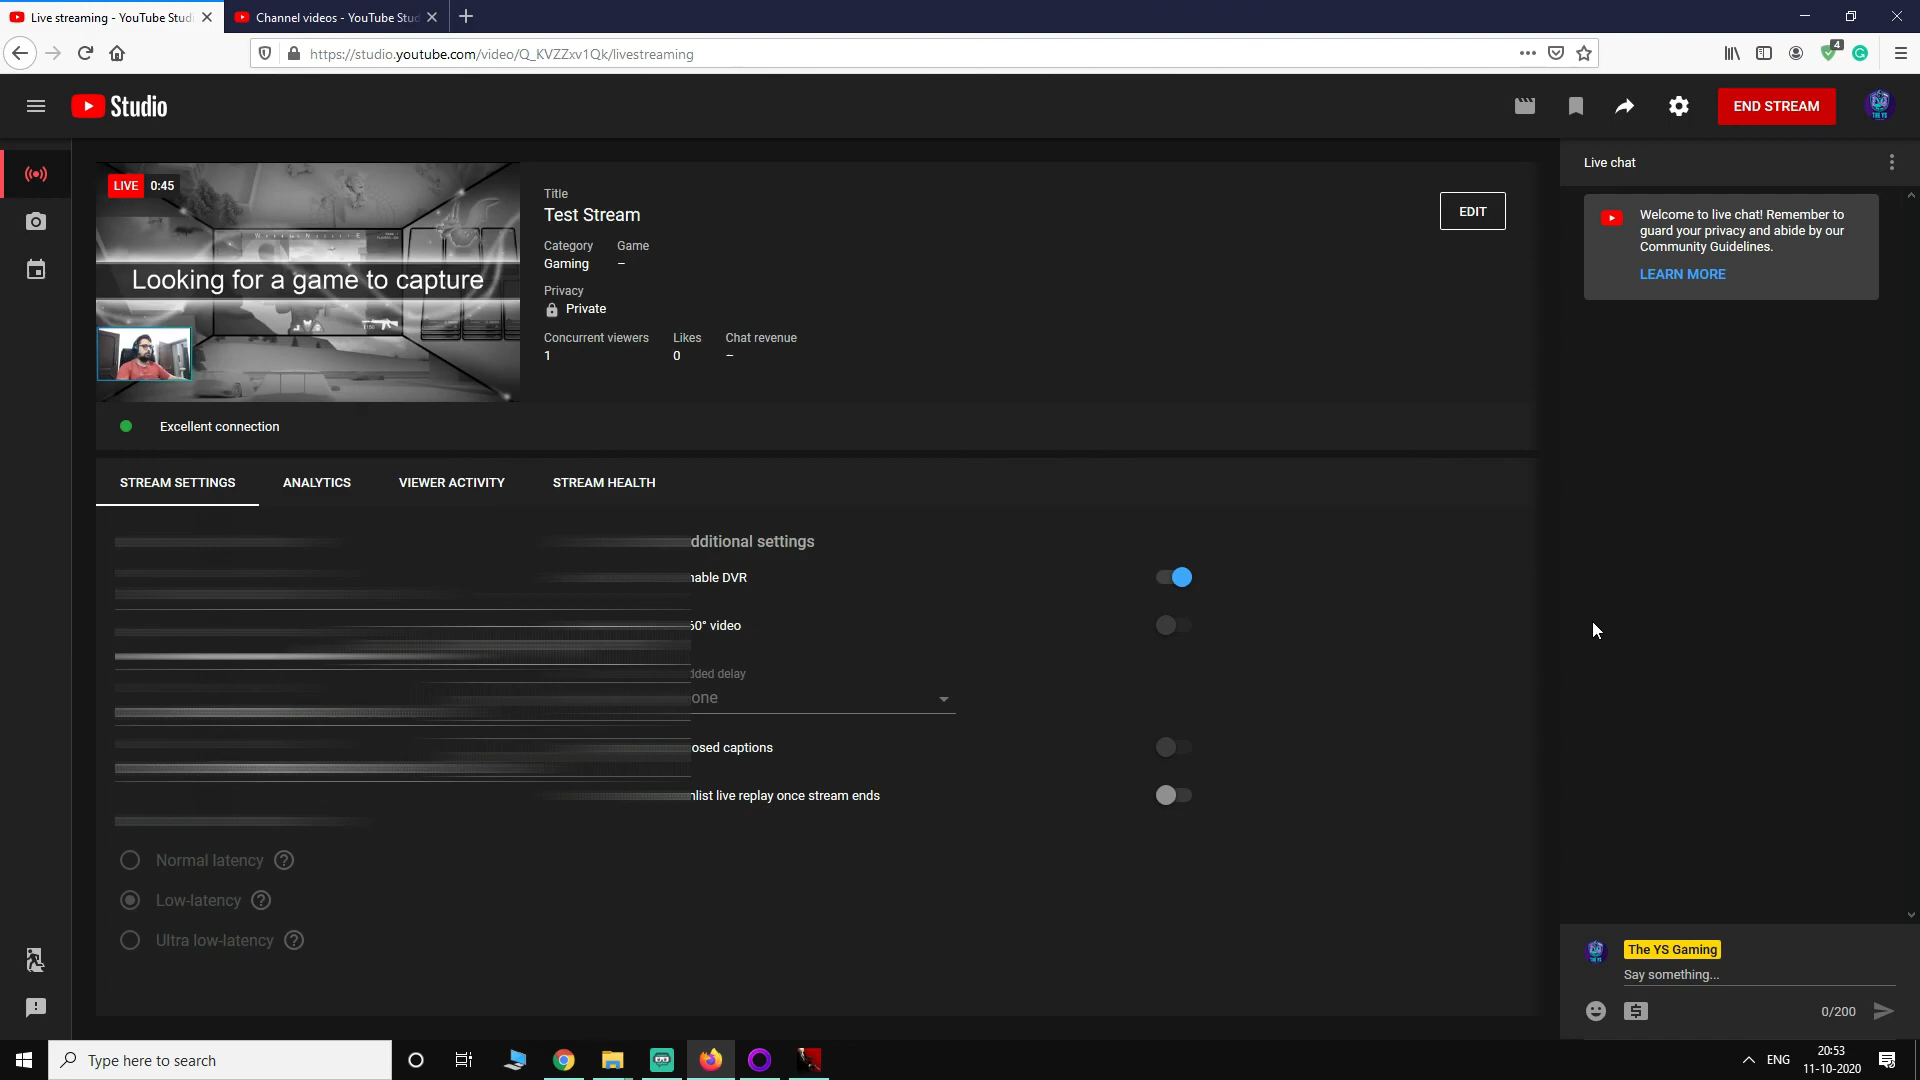 Live streaming - YouTube Studi
Channel videos - YouTube Stud
https://studio.youtube.com/video/Q_KVZZxv1Qk/livestreaming
4
Studio
END STREAM
THE YS
LIVE 0:45
Looking for a game to capture
Title
Test Stream
EDIT
Category Game
Gaming –
Privacy
Private
Concurrent viewers Likes Chat revenue
1 0 –
Excellent connection
STREAM SETTINGS ANALYTICS VIEWER ACTIVITY STREAM HEALTH
dditional settings
nable DVR
60° video
dded delay
one
osed captions
nlist live replay once stream ends
Normal latency ?
Low-latency ?
Ultra low-latency ?
Live chat
Welcome to live chat! Remember to
guard your privacy and abide by our
Community Guidelines.
LEARN MORE
The YS Gaming
Say something...
0/200
Type here to search
ENG
20:53
11-10-2020